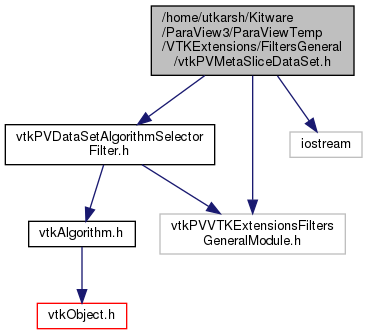 /home/utkarsh/Kitware
/ParaView3/ParaViewTemp
/VTKExtensions/FiltersGeneral
/vtkPVMetaSliceDataSet.h
vtkPVDataSetAlgorithmSelector
Filter.h
iostream
vtkAlgorithm.h
vtkPVVTKExtensionsFilters
GeneralModule.h
vtkObject.h